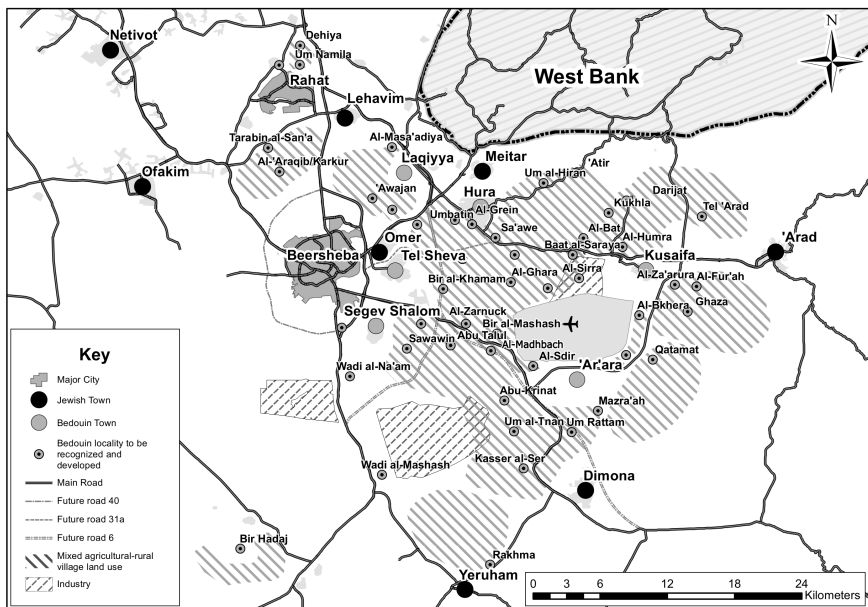 Netivot
Dehiya
Um Namila
Rahat
West Bank
N
Lehavim
Tarabin al-San'a
Al-Masa'adiya
Al-'Araqib/Karkur
Laqiyya
Meitar
'Atir
Um al-Hiran
Ofakim
'Awajan
Hura
Kukhla
Darijat
Tel 'Arad
Umbatin
Al-Grein
Sa'awe
Al-Bat
Al-Humra
'Arad
Omer
Beersheba
Tel Sheva
Baat al-Saraya
Kusaifa
Bir al-Khamam
Al-Ghara
Al-Sirra
Al-Za'arura
Al-Für'ah
Segev Shalom
Al-Zarnuck
Bir al-Mashash
Al-Bkhera
Ghaza
Sawawin
Abu Talul
Al-Madhbach
Al-Sdir
Qatamat
Wadi al-Na'am
'Ar'ara
Abu-Krinat
Mazra'ah
Um al-Tnan
Um Rattam
Kasser al-Ser
Wadi al-Mashash
Dimona
Bir Hadaj
Rakhma
Yeruham
Key
Major City
Jewish Town
Bedouin Town
Bedouin locality to be
recognized and
developed
Main Road
Future road 40
Future road 31a
Future road 6
Mixed agricultural-rural
village land use
Industry
0 3 6 12 18 24
Kilometers